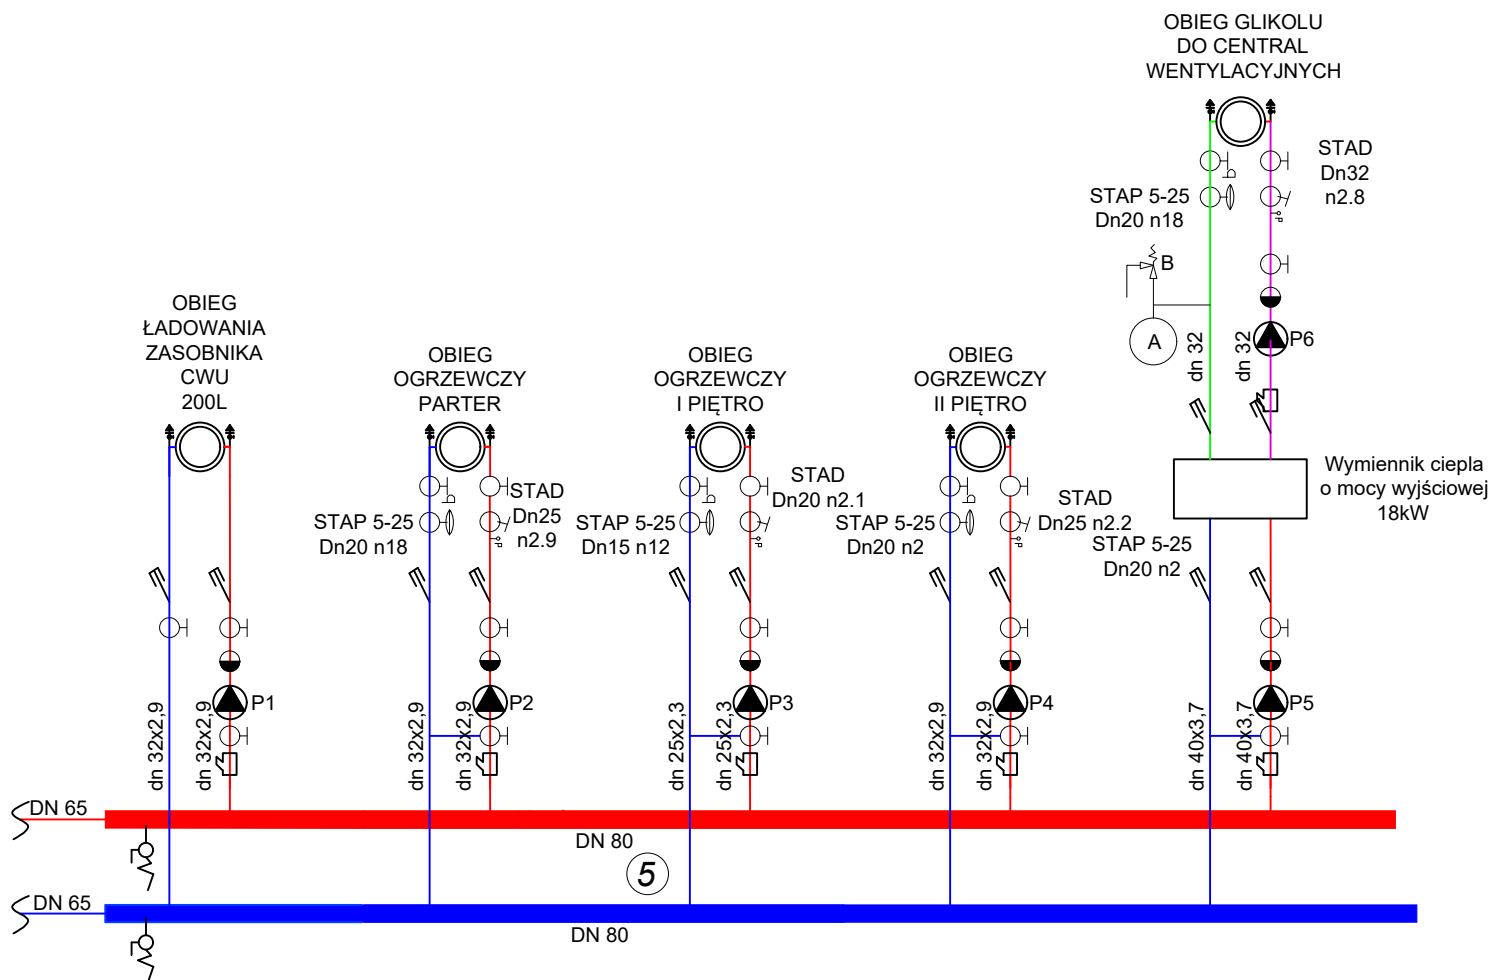 OBIEG GLIKOLU
DO CENTRAL
WENTYLACYJNYCH
STAD
Dn32
n2.8
STAP 5-25
Dn20 n18
B
A
dn 32
dn 32
P6
OBIEG
ŁADOWANIA
ZASOBNIKA
CWU
200L
OBIEG
OGRZEWCZY
PARTER
OBIEG
OGRZEWCZY
I PIĘTRO
OBIEG
OGRZEWCZY
II PIĘTRO
Wymiennik ciepla
o mocy wyjściowej
18kW
STAD
Dn25
n2.9
STAP 5-25
Dn20 n18
STAD
Dn20 n2.1
STAP 5-25
Dn15 n12
STAD
Dn25 n2.2
STAP 5-25
Dn20 n2
STAP 5-25
Dn20 n2
P1
P2
P3
P4
P5
dn 32x2,9
dn 32x2,9
dn 32x2,9
dn 32x2,9
dn 25x2,3
dn 25x2,3
dn 32x2,9
dn 32x2,9
dn 40x3,7
dn 40x3,7
DN 65
DN 80
5
DN 65
DN 80